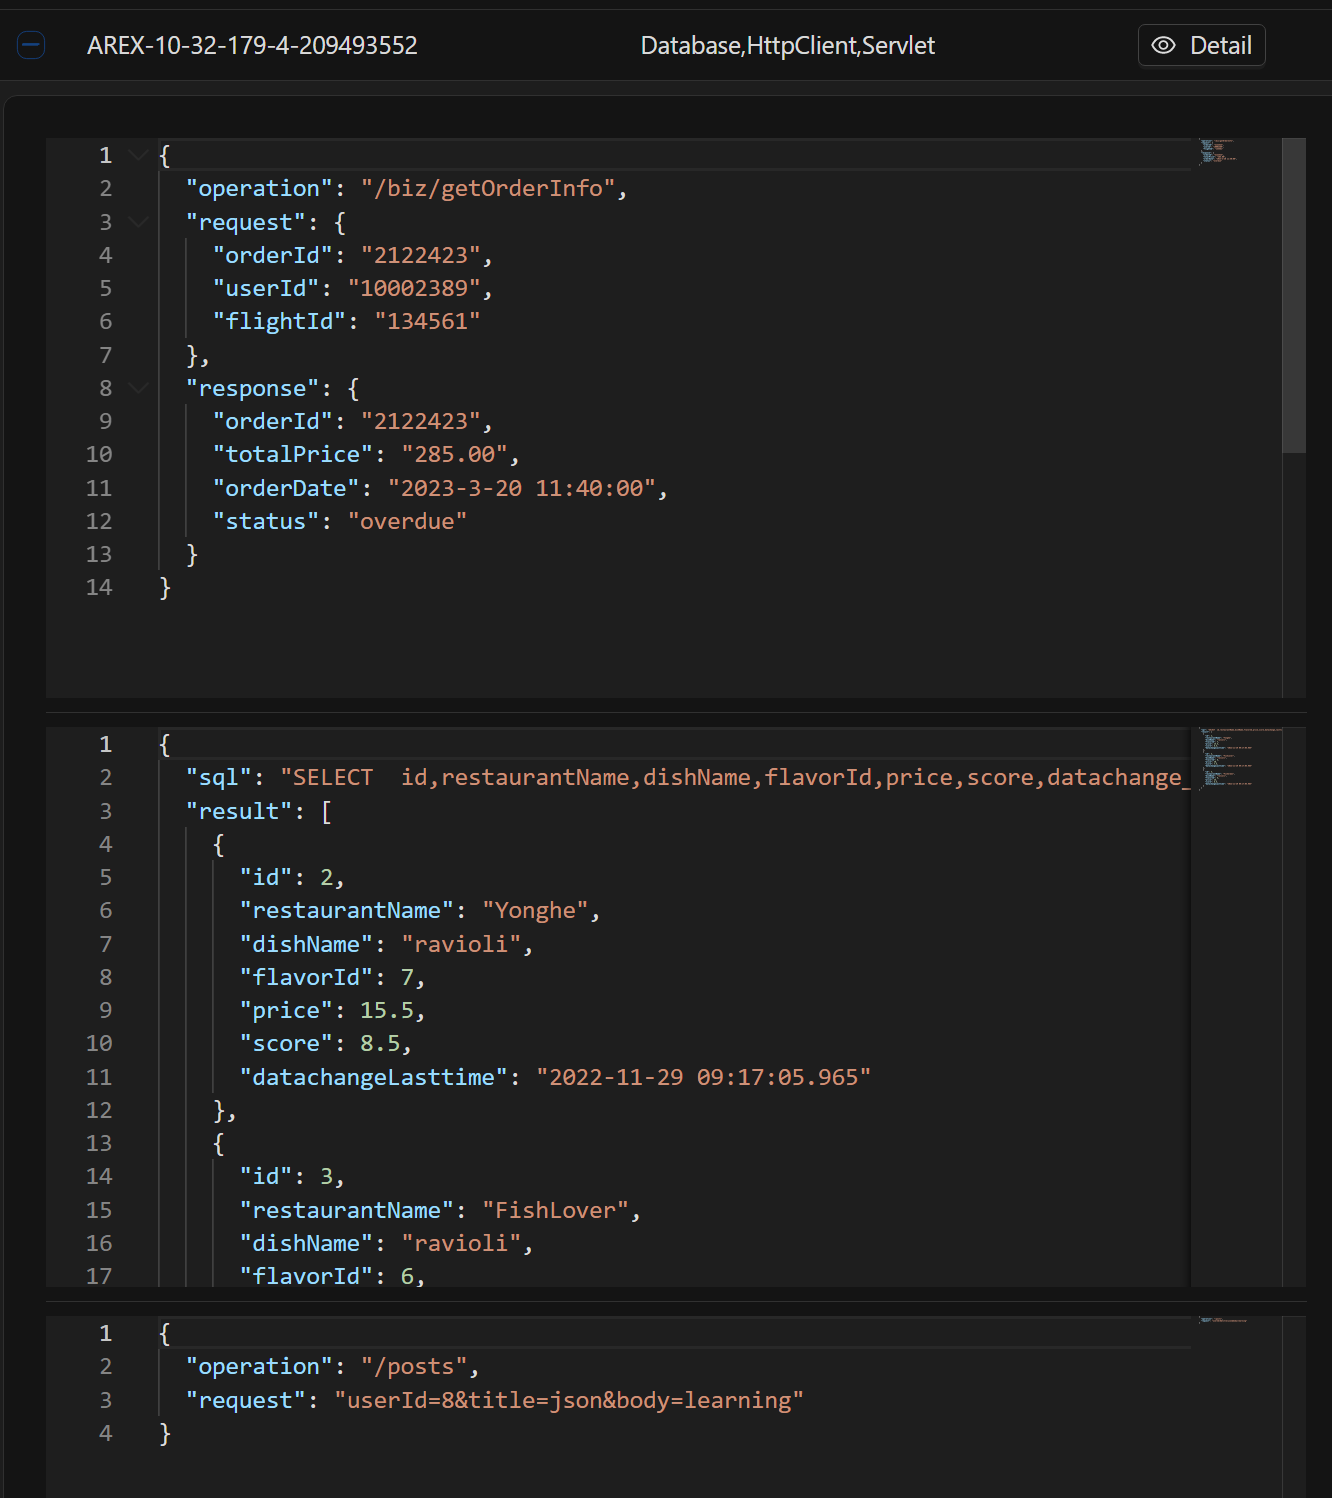 AREX-10-32-179-4-209493552 Database,HttpClient,Servlet Detail
1 {
2 "operation": "/biz/getOrderInfo",
3 "request": {
4 "orderId": "2122423",
5 "userId": "10002389",
6 "flightId": "134561"
7 },
8 "response": {
9 "orderId": "2122423",
10 "totalPrice": "285.00",
11 "orderDate": "2023-3-20 11:40:00",
12 "status": "overdue"
13 }
14 }
1 {
2 "sql": "SELECT  id,restaurantName,dishName,flavorId,price,score,datachange_
3 "result": [
4 {
5 "id": 2,
6 "restaurantName": "Yonghe",
7 "dishName": "ravioli",
8 "flavorId": 7,
9 "price": 15.5,
10 "score": 8.5,
11 "datachangeLasttime": "2022-11-29 09:17:05.965"
12 },
13 {
14 "id": 3,
15 "restaurantName": "FishLover",
16 "dishName": "ravioli",
17 "flavorId": 6,
1 {
2 "operation": "/posts",
3 "request": "userId=8&title=json&body=learning"
4 }